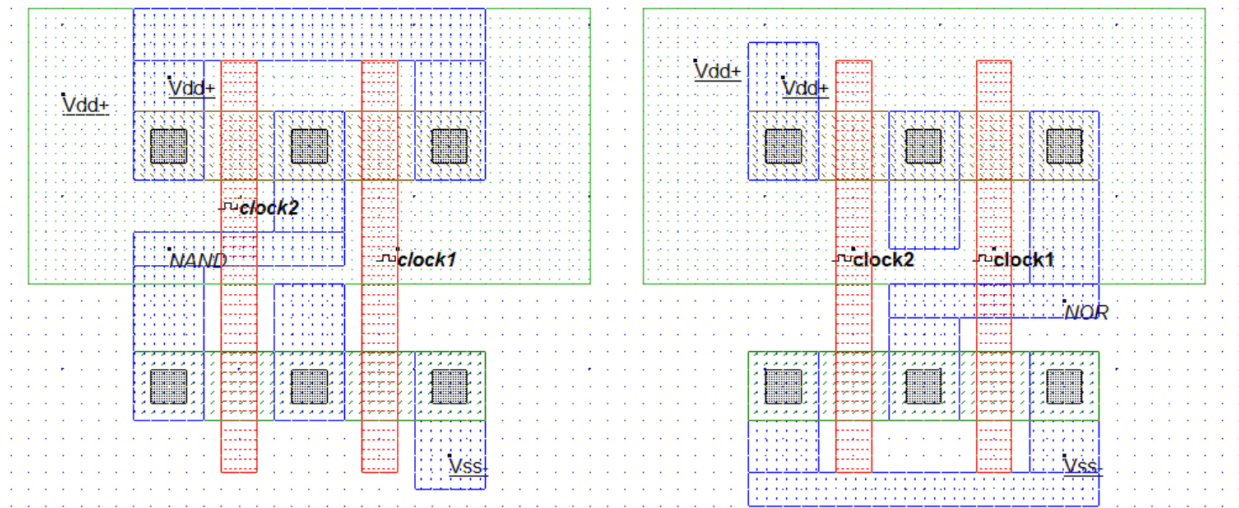 Vdd+
Vdd+
clock2
NAND
clock1
Vss-
Vdd+
Vdd+
clock2
clock1
NOR
Vss-